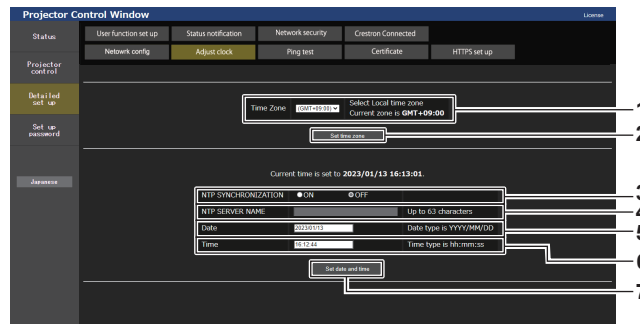 Projector Control Window
License
Status
User function set up
Status notification
Network security
Crestron Connected
Netowrk config
Adjust clock
Ping test
Certificate
HTTPS set up
Projector control
Detailed set up
Set up password
Japanese
Time Zone
(GMT+09:00)
Select Local time zone
Current zone is GMT+09:00
1
Set time zone
2
Current time is set to 2023/01/13 16:13:01.
NTP SYNCHRONIZATION
ON
OFF
3
NTP SERVER NAME
Up to 63 characters
4
Date
2023/01/13
Date type is YYYY/MM/DD
5
Time
16:12:44
Time type is hh:mm:ss
6
Set date and time
7